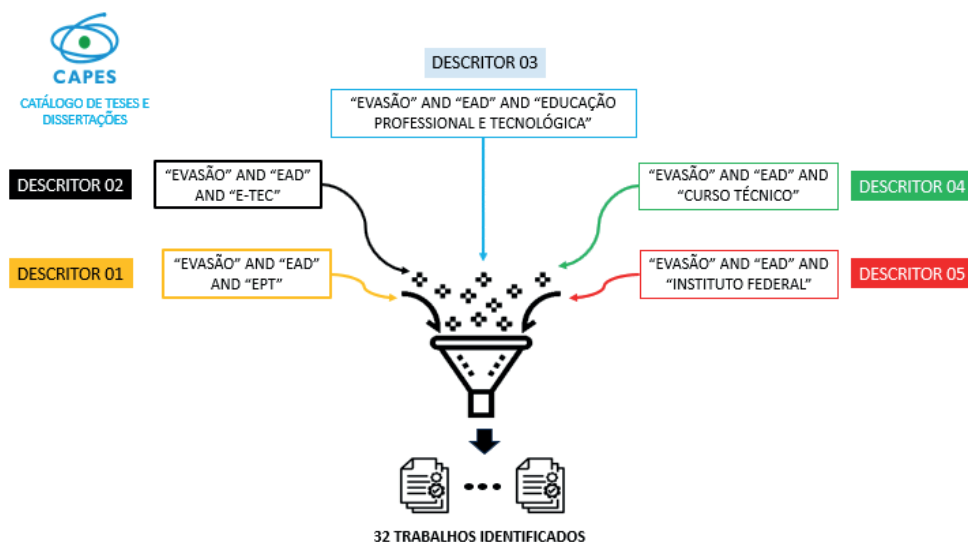 CAPES
CATÁLOGO DE TESES E
DISSERTAÇÕES
DESCRITOR 03
“EVASÃO” AND “EAD” AND “EDUCAÇÃO
PROFESSIONAL E TECNOLÓGICA”
DESCRITOR 02
“EVASÃO” AND “EAD”
AND “E-TEC”
“EVASÃO” AND “EAD” AND
“CURSO TÉCNICO”
DESCRITOR 04
DESCRITOR 01
“EVASÃO” AND “EAD”
AND “EPT”
“EVASÃO” AND “EAD” AND
“INSTITUTO FEDERAL”
DESCRITOR 05
32 TRABALHOS IDENTIFICADOS